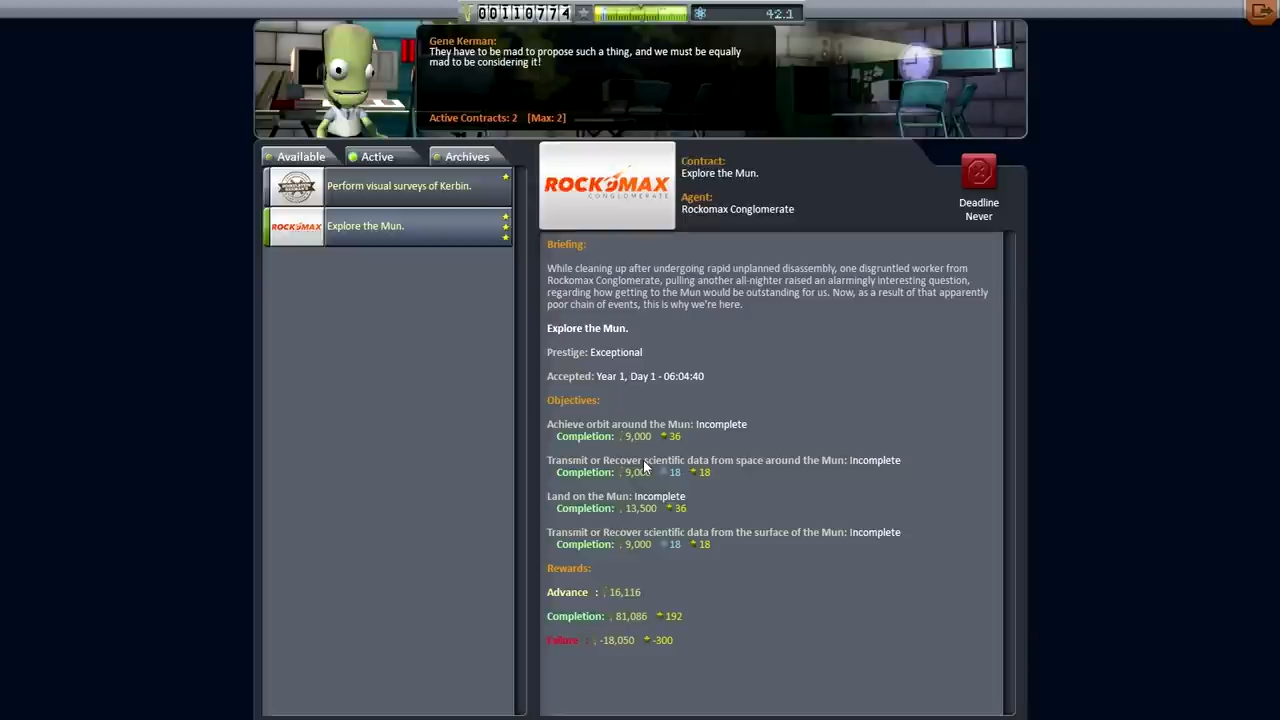 00110774
42.1
Gene Kerman:
They have to be mad to propose such a thing, and we must be equally
mad to be considering it!
Active Contracts: 2 [Max: 2]
Available
Active
Archives
Perform visual surveys of Kerbin.
ROCKOMAX
Explore the Mun.
ROCKOMAX
CONGLOMERATE
Contract:
Explore the Mun.
Agent:
Rockomax Conglomerate
Deadline
Never
Briefing:
While cleaning up after undergoing rapid unplanned disassembly, one disgruntled worker from
Rockomax Conglomerate, pulling another all-nighter raised an alarmingly interesting question,
regarding how getting to the Mun would be outstanding for us. Now, as a result of that apparently
poor chain of events, this is why we're here.
Explore the Mun.
Prestige: Exceptional
Accepted: Year 1, Day 1 - 06:04:40
Objectives:
Achieve orbit around the Mun: Incomplete
Completion: 9,000 36
Transmit or Recover scientific data from space around the Mun: Incomplete
Completion: 9,000 18 18
Land on the Mun: Incomplete
Completion: 13,500 36
Transmit or Recover scientific data from the surface of the Mun: Incomplete
Completion: 9,000 18 18
Rewards:
Advance : 16,116
Completion: 81,086 192
Failure : -18,050 -300